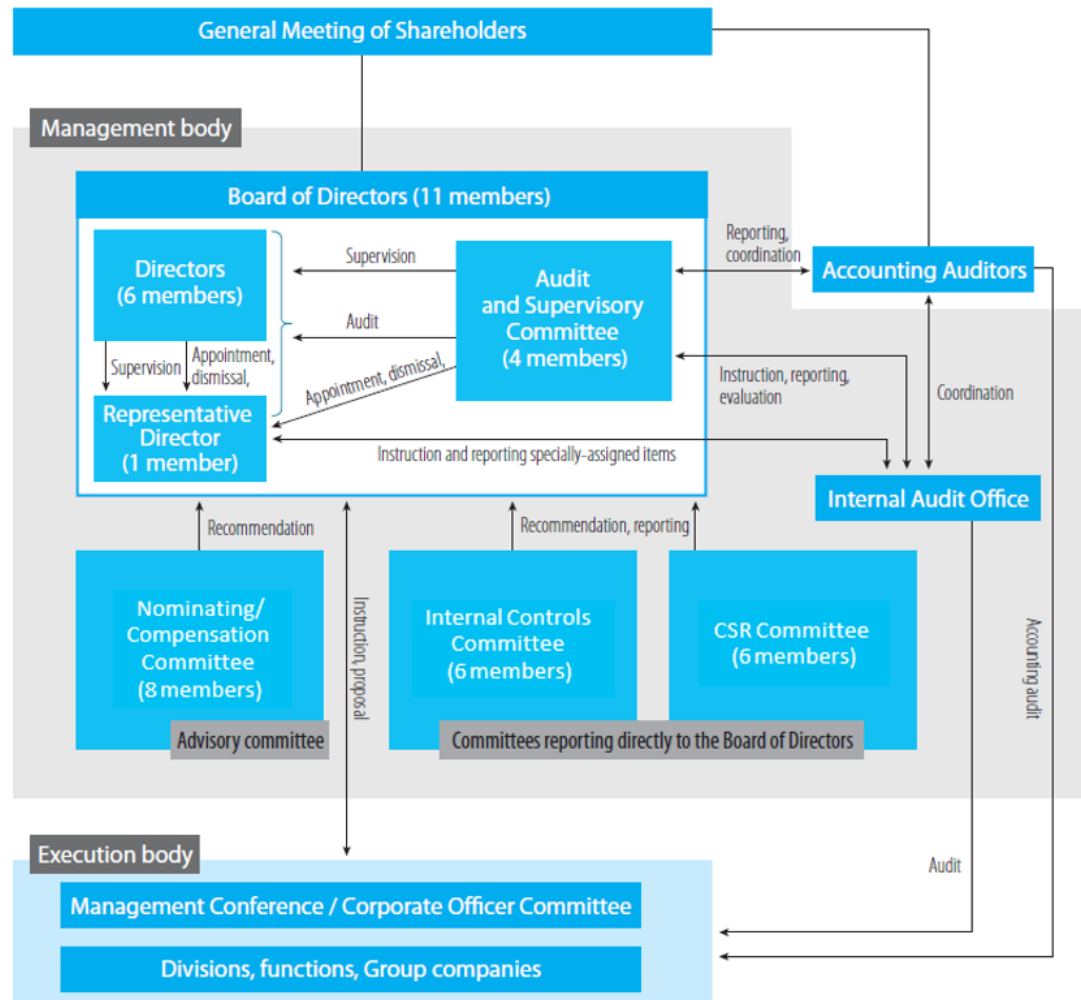 General Meeting of Shareholders
Management body
Board of Directors (11 members)
Directors
(6 members)
Supervision
Audit
Audit
and Supervisory
Committee
(4 members)
Reporting,
coordination
Accounting Auditors
Supervision
Appointment,
dismissal,
Appointment, dismissal,
Representative
Director
(1 member)
Instruction, reporting,
evaluation
Coordination
Instruction and reporting specially-assigned items
Internal Audit Office
Recommendation
Recommendation, reporting
Nominating/
Compensation
Committee
(8 members)
Advisory committee
Instruction, proposal
Internal Controls
Committee
(6 members)
CSR Committee
(6 members)
Committees reporting directly to the Board of Directors
Accounting audit
Execution body
Audit
Management Conference / Corporate Officer Committee
Divisions, functions, Group companies